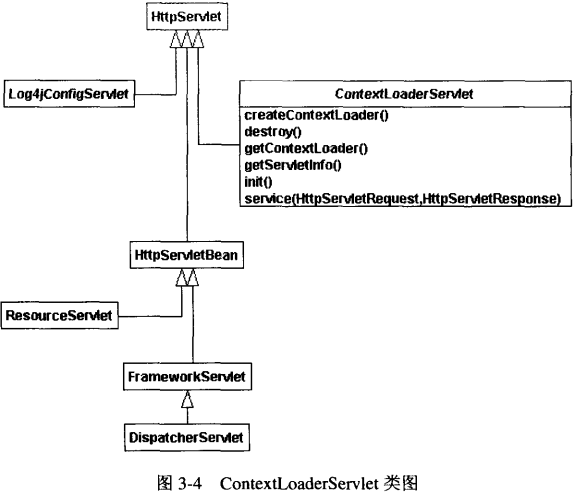 HttpServlet
Log4jConfigServlet
ContextLoaderServlet
createContextLoader()
destroy()
getContextLoader()
getServletInfo()
init()
service(HttpServletRequest,HttpServletResponse)
HttpServletBean
ResourceServlet
FrameworkServlet
DispatcherServlet
图 3-4 ContextLoaderServlet 类图